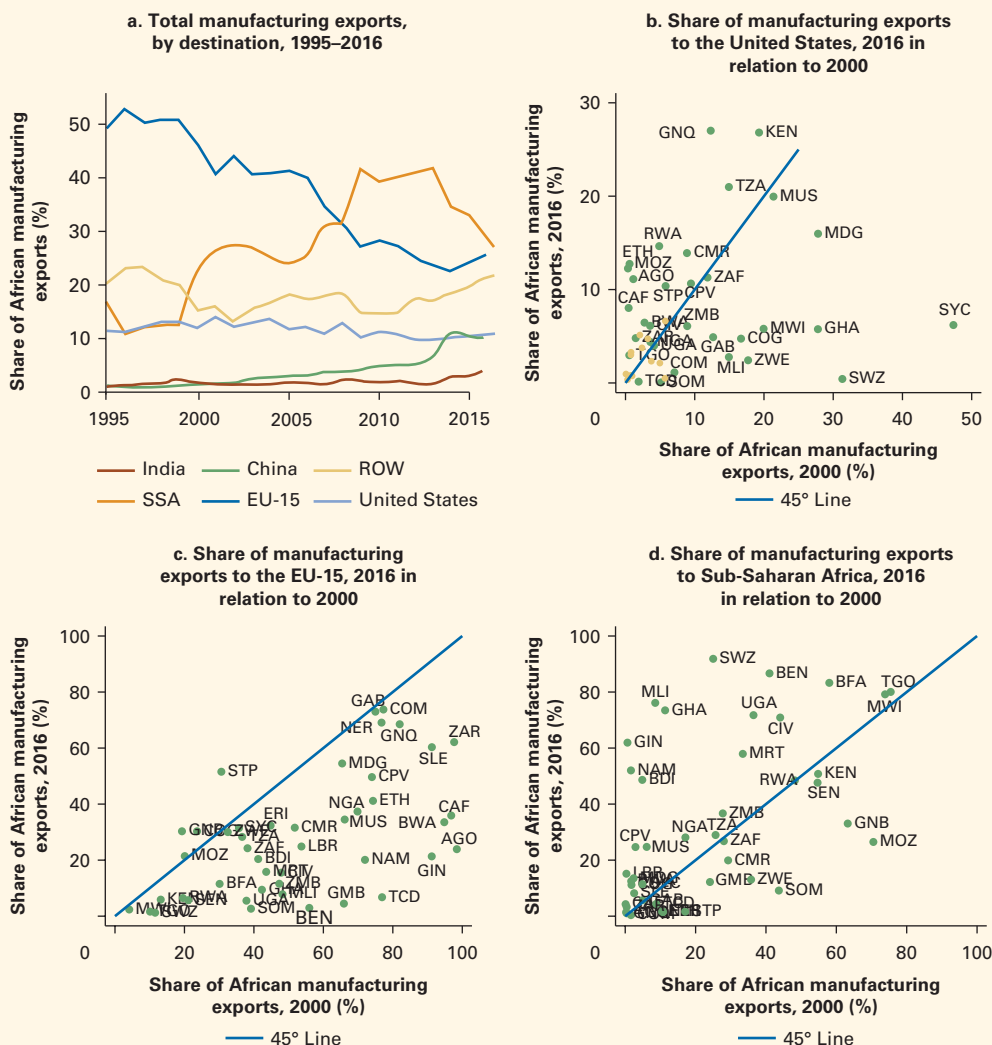 a. Total manufacturing exports,
by destination, 1995–2016
Share of African manufacturing
exports (%)
50
40
30
20
10
0
1995
2000
2005
2010
2015
India
China
ROW
SSA
EU-15
United States
b. Share of manufacturing exports
to the United States, 2016 in
relation to 2000
Share of African manufacturing
exports, 2016 (%)
30
20
10
GNQ
KEN
TZA
MUS
RWA
MDG
ETH
MOZ
CMR
AGO
ZAF
STP
CPV
CAF
SYC
ZMB
MWI
GHA
UGA
GAB
COG
TGO
COM
MLI
ZWE
SWZ
SOM
0
10
20
30
40
50
Share of African manufacturing
exports, 2000 (%)
45° Line
c. Share of manufacturing
exports to the EU-15, 2016 in
relation to 2000
Share of African manufacturing
exports, 2016 (%)
100
80
60
40
20
GAB
COM
NER
GNQ
ZAR
SLE
STP
MDG
CPV
NGA
ETH
ERI
MUS
CAF
BWA
CMR
AGO
MOZ
ZAF
LBR
BDI
NAM
GIN
BFA
ZMB
MLI
GMB
TCD
RWA
UGA
SOM
BEN
SWZ
0
20
40
60
80
100
Share of African manufacturing
exports, 2000 (%)
45° Line
d. Share of manufacturing exports
to Sub-Saharan Africa, 2016
in relation to 2000
Share of African manufacturing
exports, 2016 (%)
100
80
60
40
20
SWZ
BEN
BFA
TGO
MWI
MLI
GHA
UGA
CIV
GIN
MRT
NAM
BDI
RWA
KEN
SEN
ZMB
GNB
CPV
MUS
NGA
TZA
ZAF
MOZ
CMR
GMB
ZWE
SOM
0
20
40
60
80
100
Share of African manufacturing
exports, 2000 (%)
45° Line